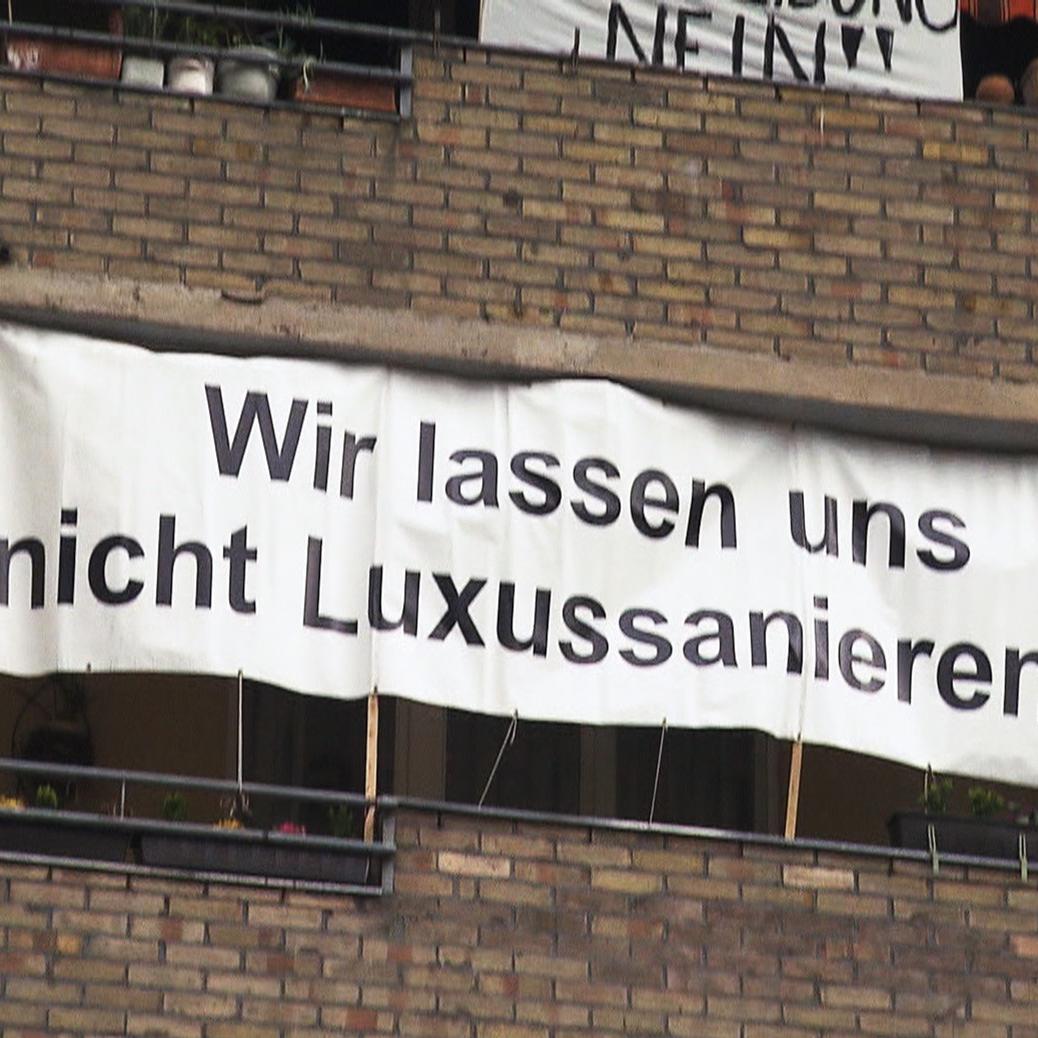 NEIN!!
Wir lassen uns
nicht Luxussanieren